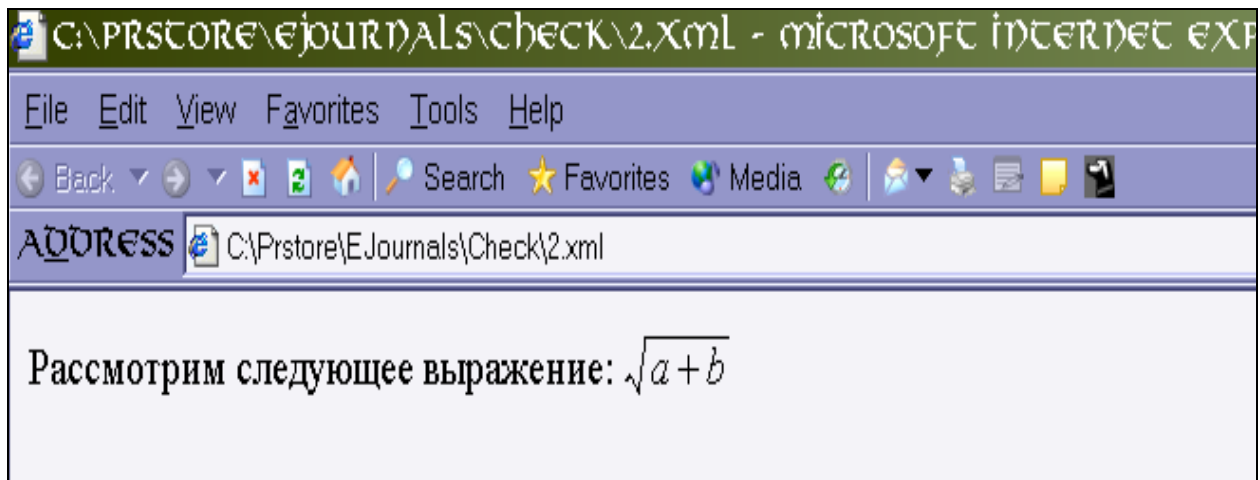 C:\PRSTORE\EJOURNALS\CHECK\2.XML - MICROSOFT INTERNET
File Edit View Favorites Tools Help
Back Search Favorites Media
ADDRESS C:\Prstore\EJournals\Check\2.xml
Рассмотрим следующее выражение: √a+b